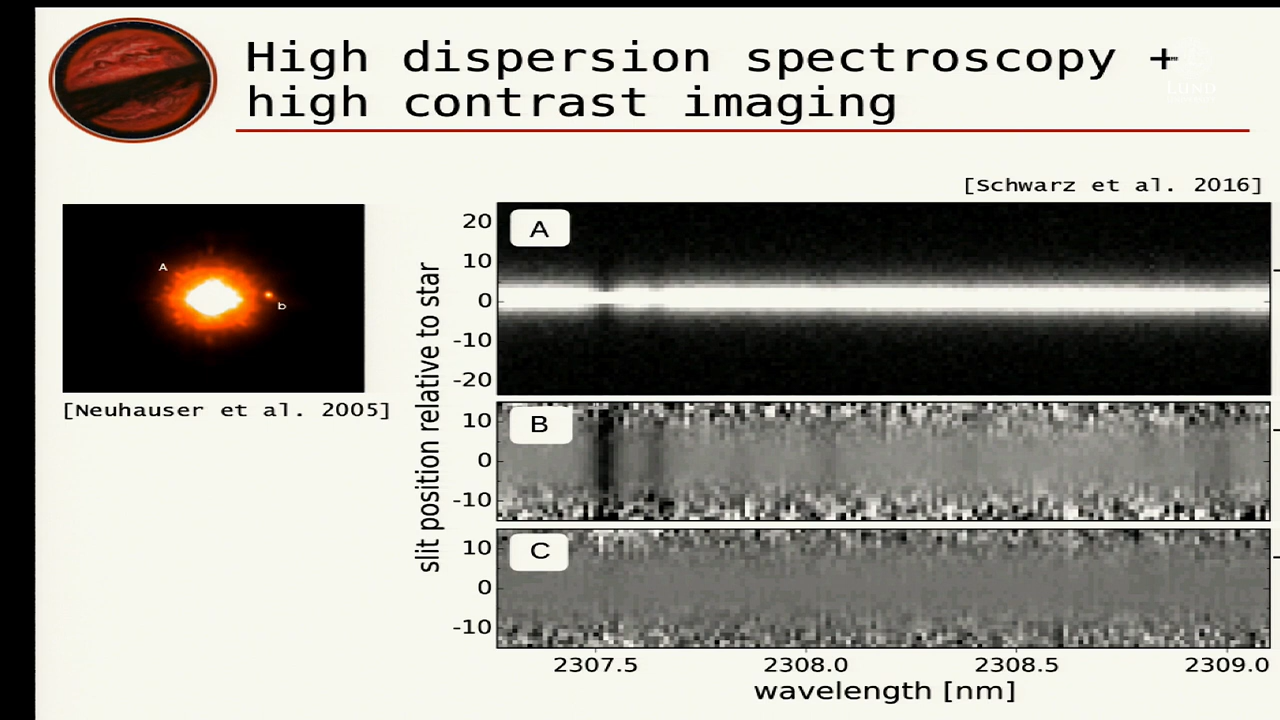 High dispersion spectroscopy +
high contrast imaging
LUND
[Schwarz et al. 2016]
A
b
[Neuhauser et al. 2005]
slit position relative to star
20
10
0
-10
-20
A
10
0
-10
B
10
0
-10
C
2307.5 2308.0 2308.5 2309.0
wavelength [nm]